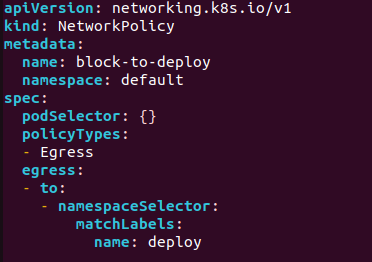 apiVersion: networking.k8s.io/v1
kind: NetworkPolicy
metadata:
  name: block-to-deploy
  namespace: default
spec:
  podSelector: {}
  policyTypes:
  - Egress
  egress:
  - to:
    - namespaceSelector:
        matchLabels:
          name: deploy